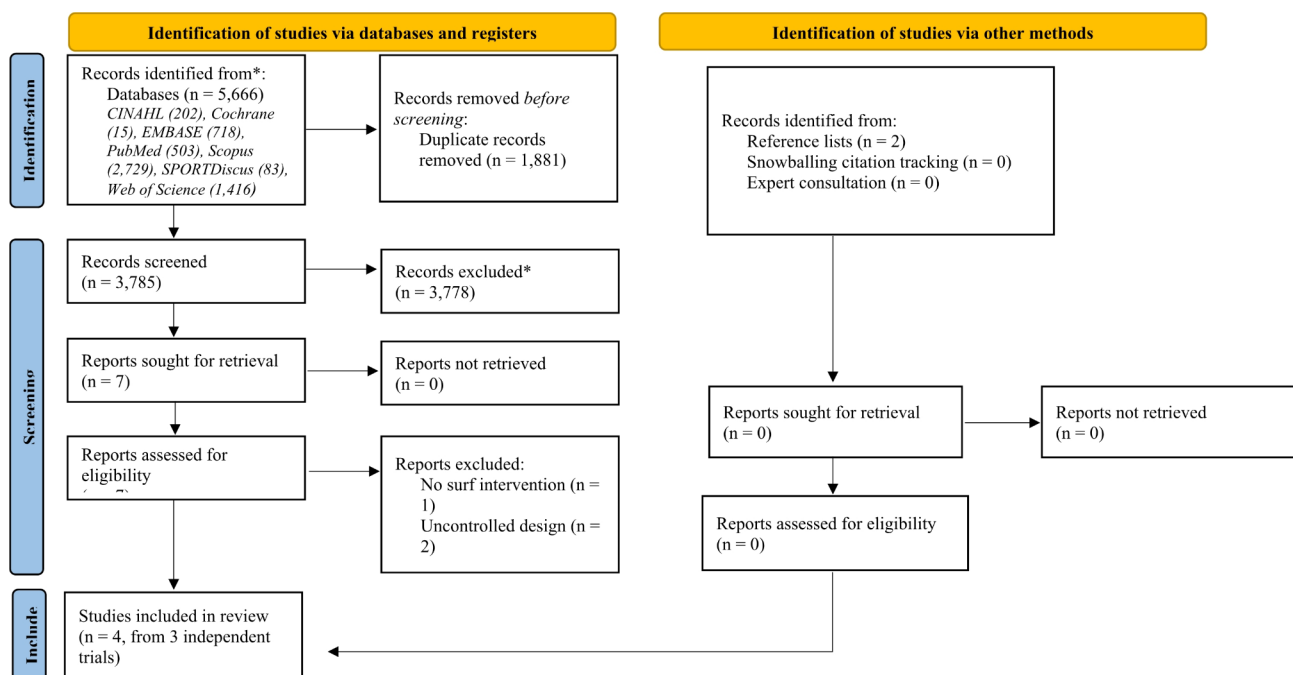 Identification of studies via databases and registers
Identification of studies via other methods
Identification
Records identified from*:
Databases (n = 5,666)
CINAHL (202), Cochrane
(15), EMBASE (718),
PubMed (503), Scopus
(2,729), SPORTDiscus (83),
Web of Science (1,416)
Records removed before
screening:
Duplicate records
removed (n = 1,881)
Records identified from:
Reference lists (n = 2)
Snowballing citation tracking (n = 0)
Expert consultation (n = 0)
Screening
Records screened
(n = 3,785)
Records excluded*
(n = 3,778)
Reports sought for retrieval
(n = 7)
Reports not retrieved
(n = 0)
Reports sought for retrieval
(n = 0)
Reports not retrieved
(n = 0)
Reports assessed for
eligibility
Reports excluded:
No surf intervention (n =
1)
Uncontrolled design (n =
2)
Reports assessed for eligibility
(n = 0)
Include
Studies included in review
(n = 4, from 3 independent
trials)